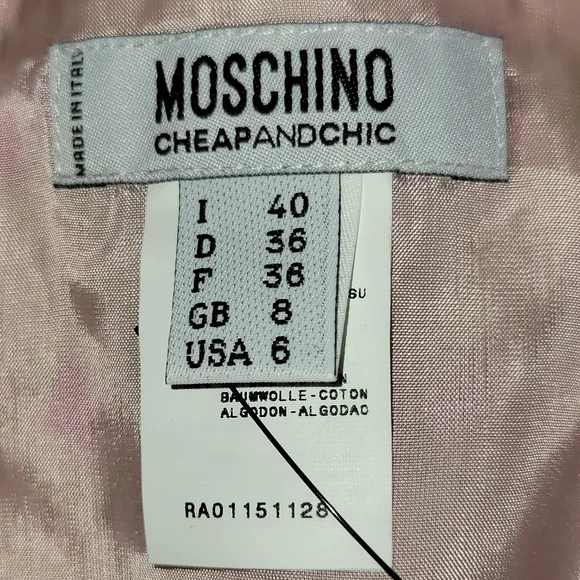 MADE IN ITALY
MOSCHINO
CHEAPANDCHIC
I 40
D 36
F 36
GB 8
USA 6
SU
N
BAUMWOLLE-COTON
ALGODON-ALGODAO
RA01151128